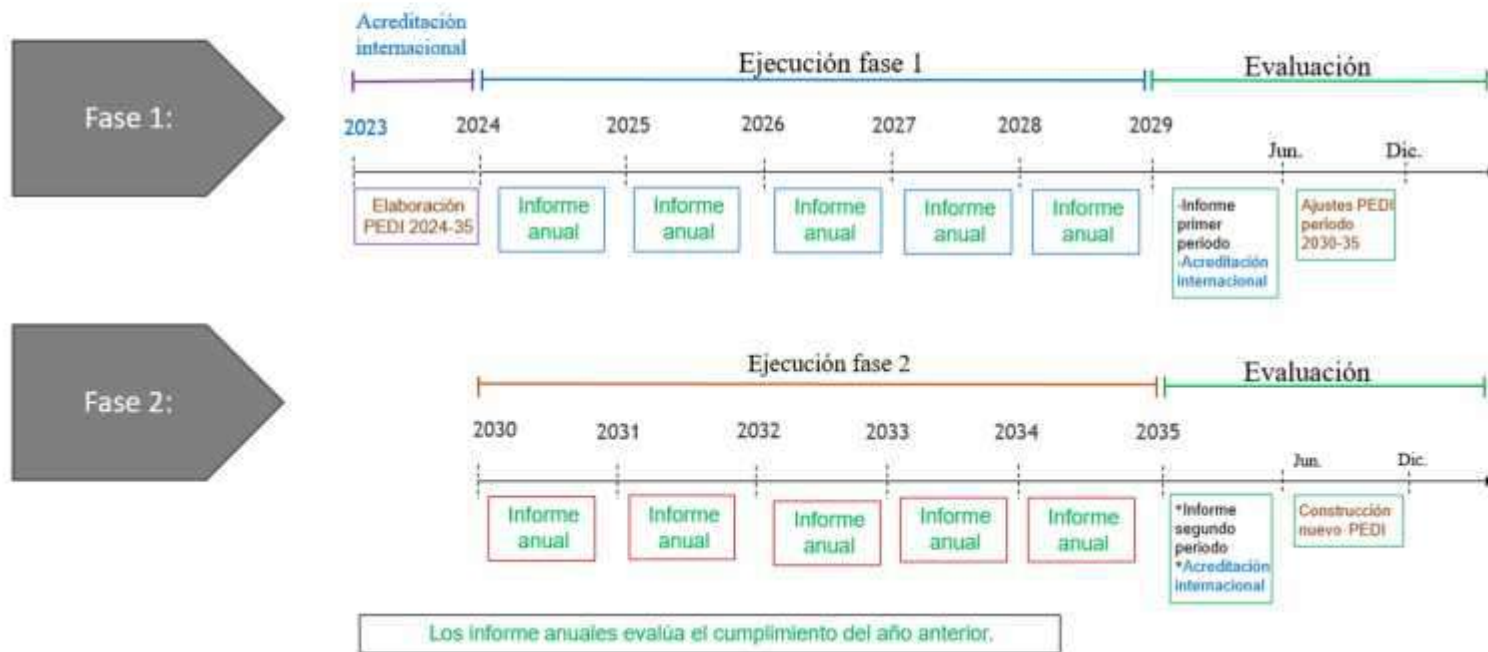 Acreditación
internacional
Ejecución fase 1
Evaluación
Fase 1:
2023 2024 2025 2026 2027 2028 2029
Jun. Dic.
Elaboración
PEDI 2024-35
Informe
anual
Informe
anual
Informe
anual
Informe
anual
Informe
anual
-Informe
primer
periodo
-Acreditación
internacional
Ajustes PEDI
periodo
2030-35
Ejecución fase 2
Evaluación
Fase 2:
2030 2031 2032 2033 2034 2035
Jun. Dic.
Informe
anual
Informe
anual
Informe
anual
Informe
anual
Informe
anual
*Informe
segundo
periodo
*Acreditación
internacional
Construcción
nuevo PEDI
Los informe anuales evalúa el cumplimiento del año anterior.